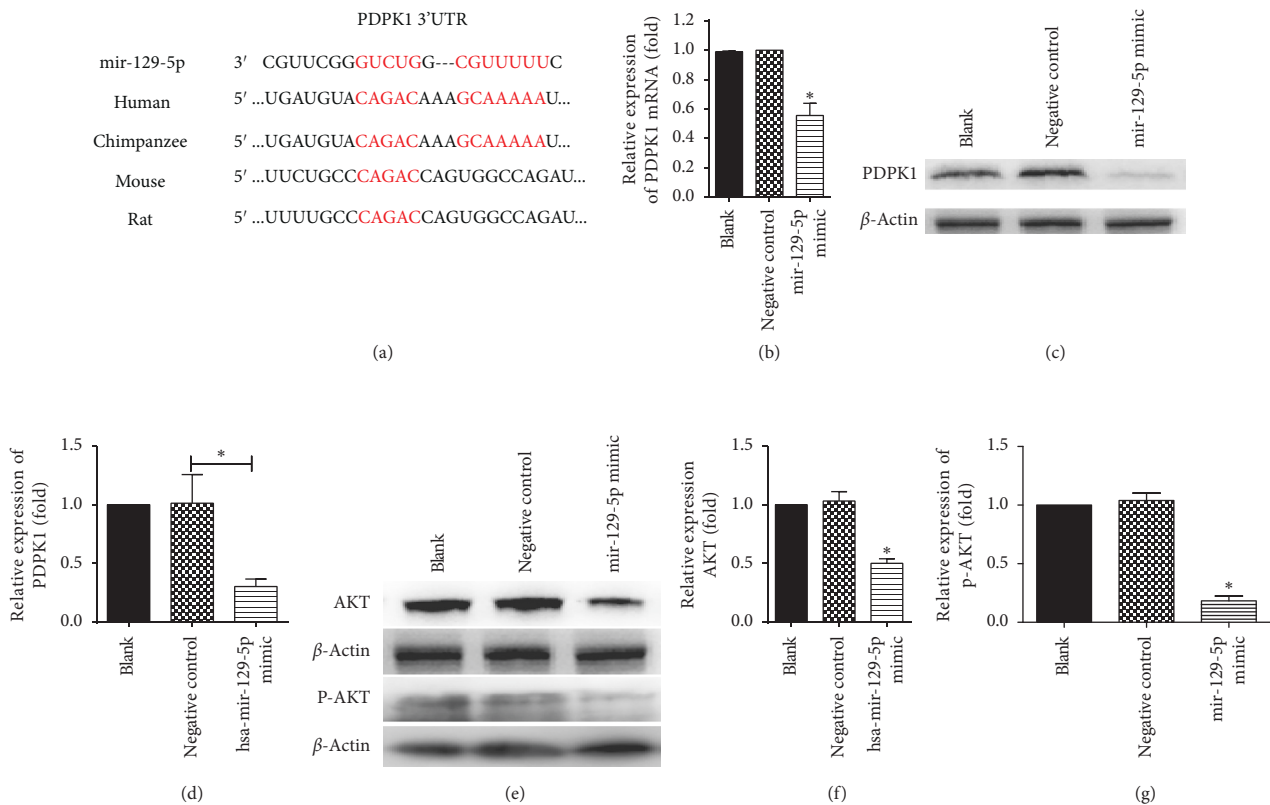 PDPK1 3′UTR
mir-129-5p 3′ CGUUCGGGUCUGG---CGUUUUUC
Human 5′ ...UGAUGUACAGACAAAGCAAAAAU...
Chimpanzee 5′ ...UGAUGUACAGACAAAGCAAAAAU...
Mouse 5′ ...UUCUGCCCAGACCAGUGGCCAGAU...
Rat 5′ ...UUUUGCCCAGACCAGUGGCCAGAU...
(a)
Relative expression
of PDPK1 mRNA (fold)
1.2
1.0
0.8
0.6
0.4
0.2
0.0
*
Blank
Negative control
mir-129-5p
mimic
(b)
Blank
Negative control
mir-129-5p mimic
PDPK1
β-Actin
(c)
Relative expression of
PDPK1 (fold)
1.5
1.0
0.5
0.0
*
Blank
Negative control
hsa-mir-129-5p
mimic
(d)
Blank
Negative control
mir-129-5p mimic
AKT
β-Actin
P-AKT
β-Actin
(e)
Relative expression
AKT (fold)
1.5
1.0
0.5
0.0
*
Blank
Negative control
hsa-mir-129-5p
mimic
(f)
Relative expression of
p-AKT (fold)
1.5
1.0
0.5
0.0
*
Blank
Negative control
mir-129-5p
mimic
(g)